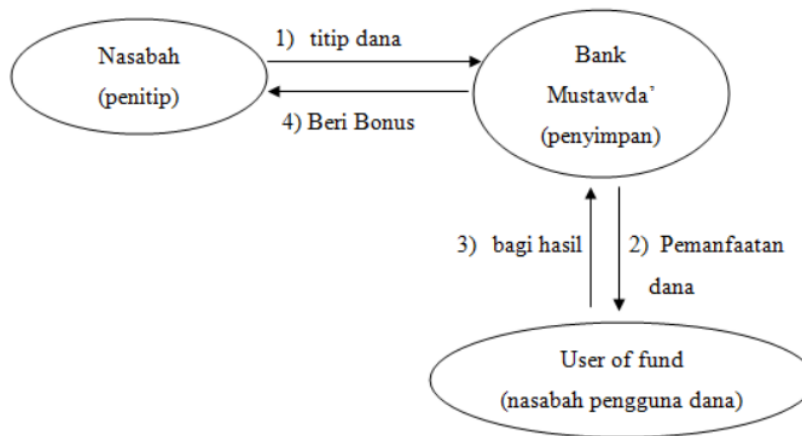 Nasabah
(penitip)
1) titip dana
4) Beri Bonus
Bank
Mustawda’
(penyimpan)
3) bagi hasil
2) Pemanfaatan
dana
User of fund
(nasabah pengguna dana)